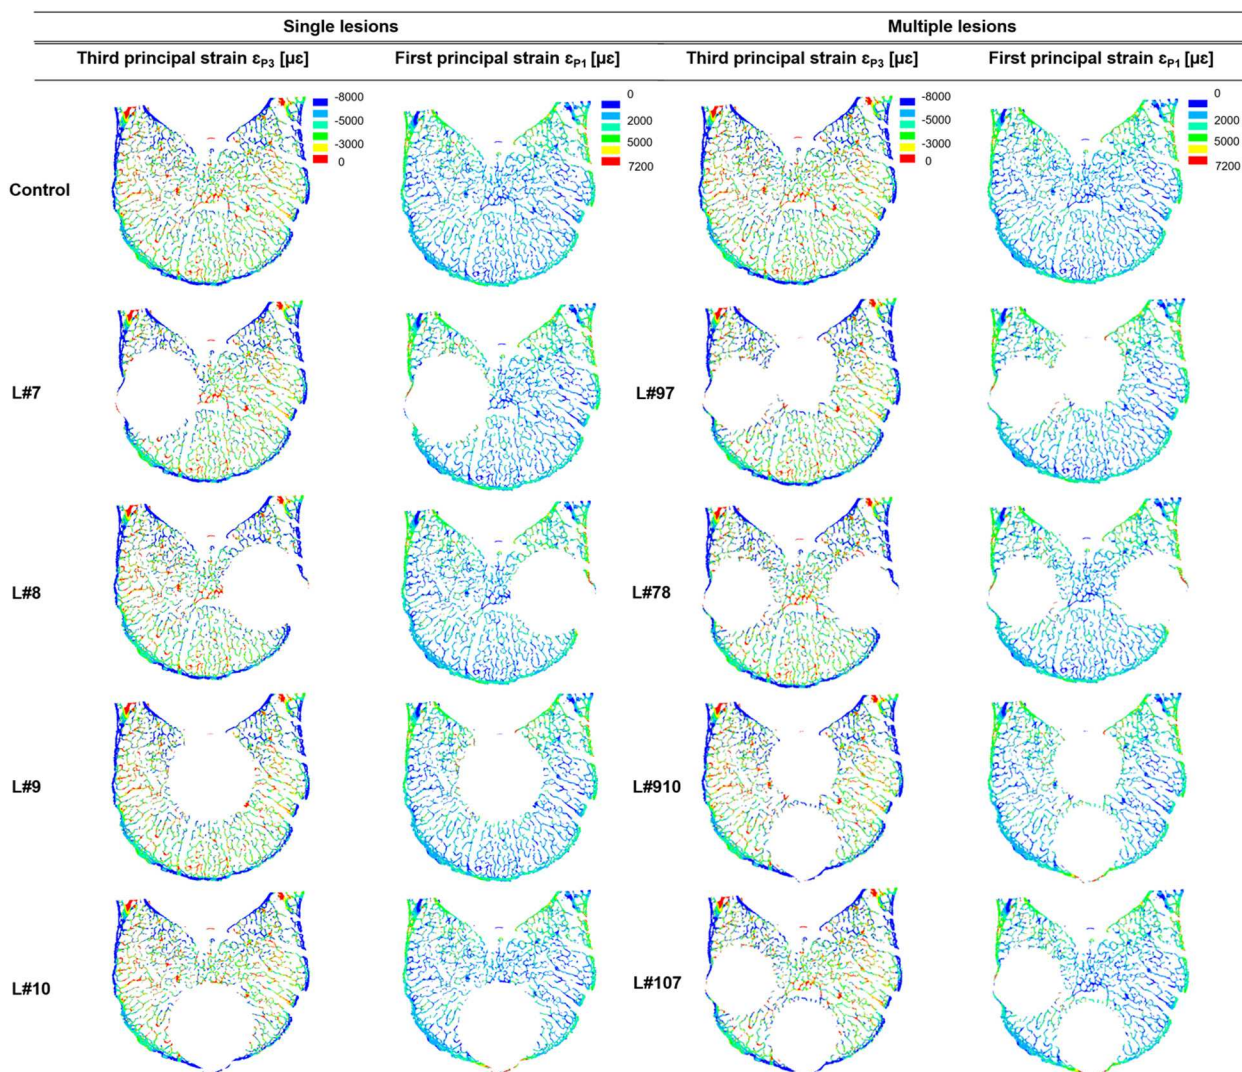 Single lesions
Multiple lesions
Third principal strain εP3 [με]
First principal strain εP1 [με]
Third principal strain εP3 [με]
First principal strain εP1 [με]
Control
-8000
-5000
-3000
0
0
2000
5000
7200
-8000
-5000
-3000
0
0
2000
5000
7200
L#7
L#97
L#8
L#78
L#9
L#910
L#10
L#107